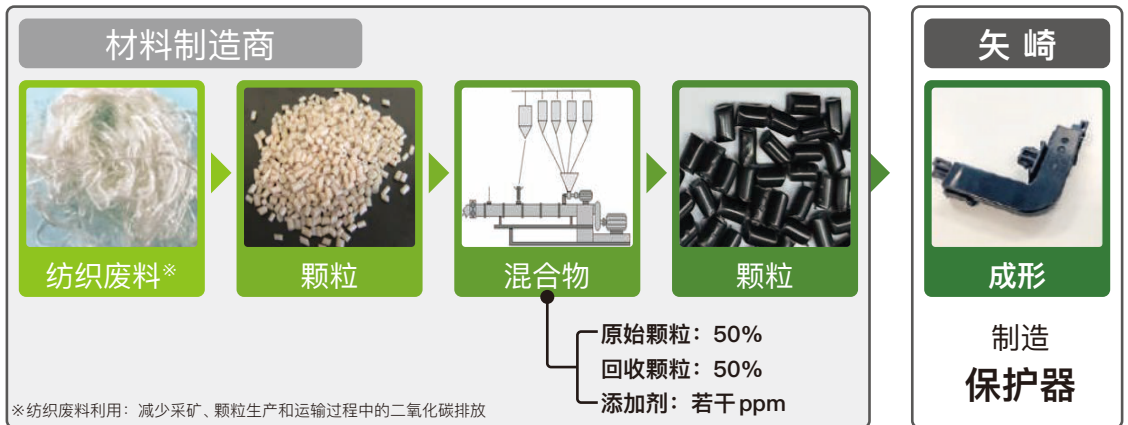 材料制造商
矢崎
纺织废料※
颗粒
混合物
颗粒
成形
原始颗粒：50%
回收颗粒：50%
添加剂：若干ppm
制造
保护器
※纺织废料利用：减少采矿、颗粒生产和运输过程中的二氧化碳排放